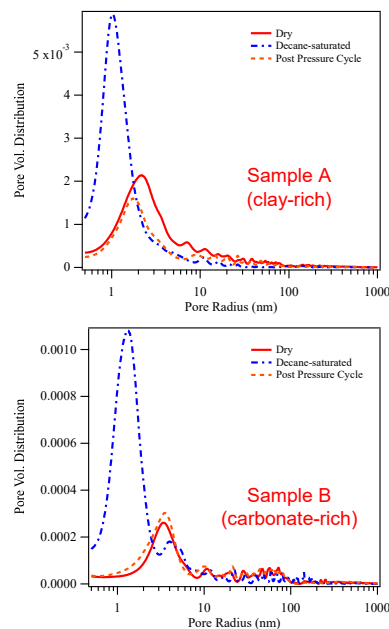 5 x10⁻³
4
3
2
1
0
Pore Vol. Distribution
Dry
Decane-saturated
Post Pressure Cycle
Sample A
(clay-rich)
1
10
100
1000
Pore Radius (nm)
0.0010
0.0008
0.0006
0.0004
0.0002
0.0000
Pore Vol. Distribution
Dry
Decane-saturated
Post Pressure Cycle
Sample B
(carbonate-rich)
1
10
100
1000
Pore Radius (nm)